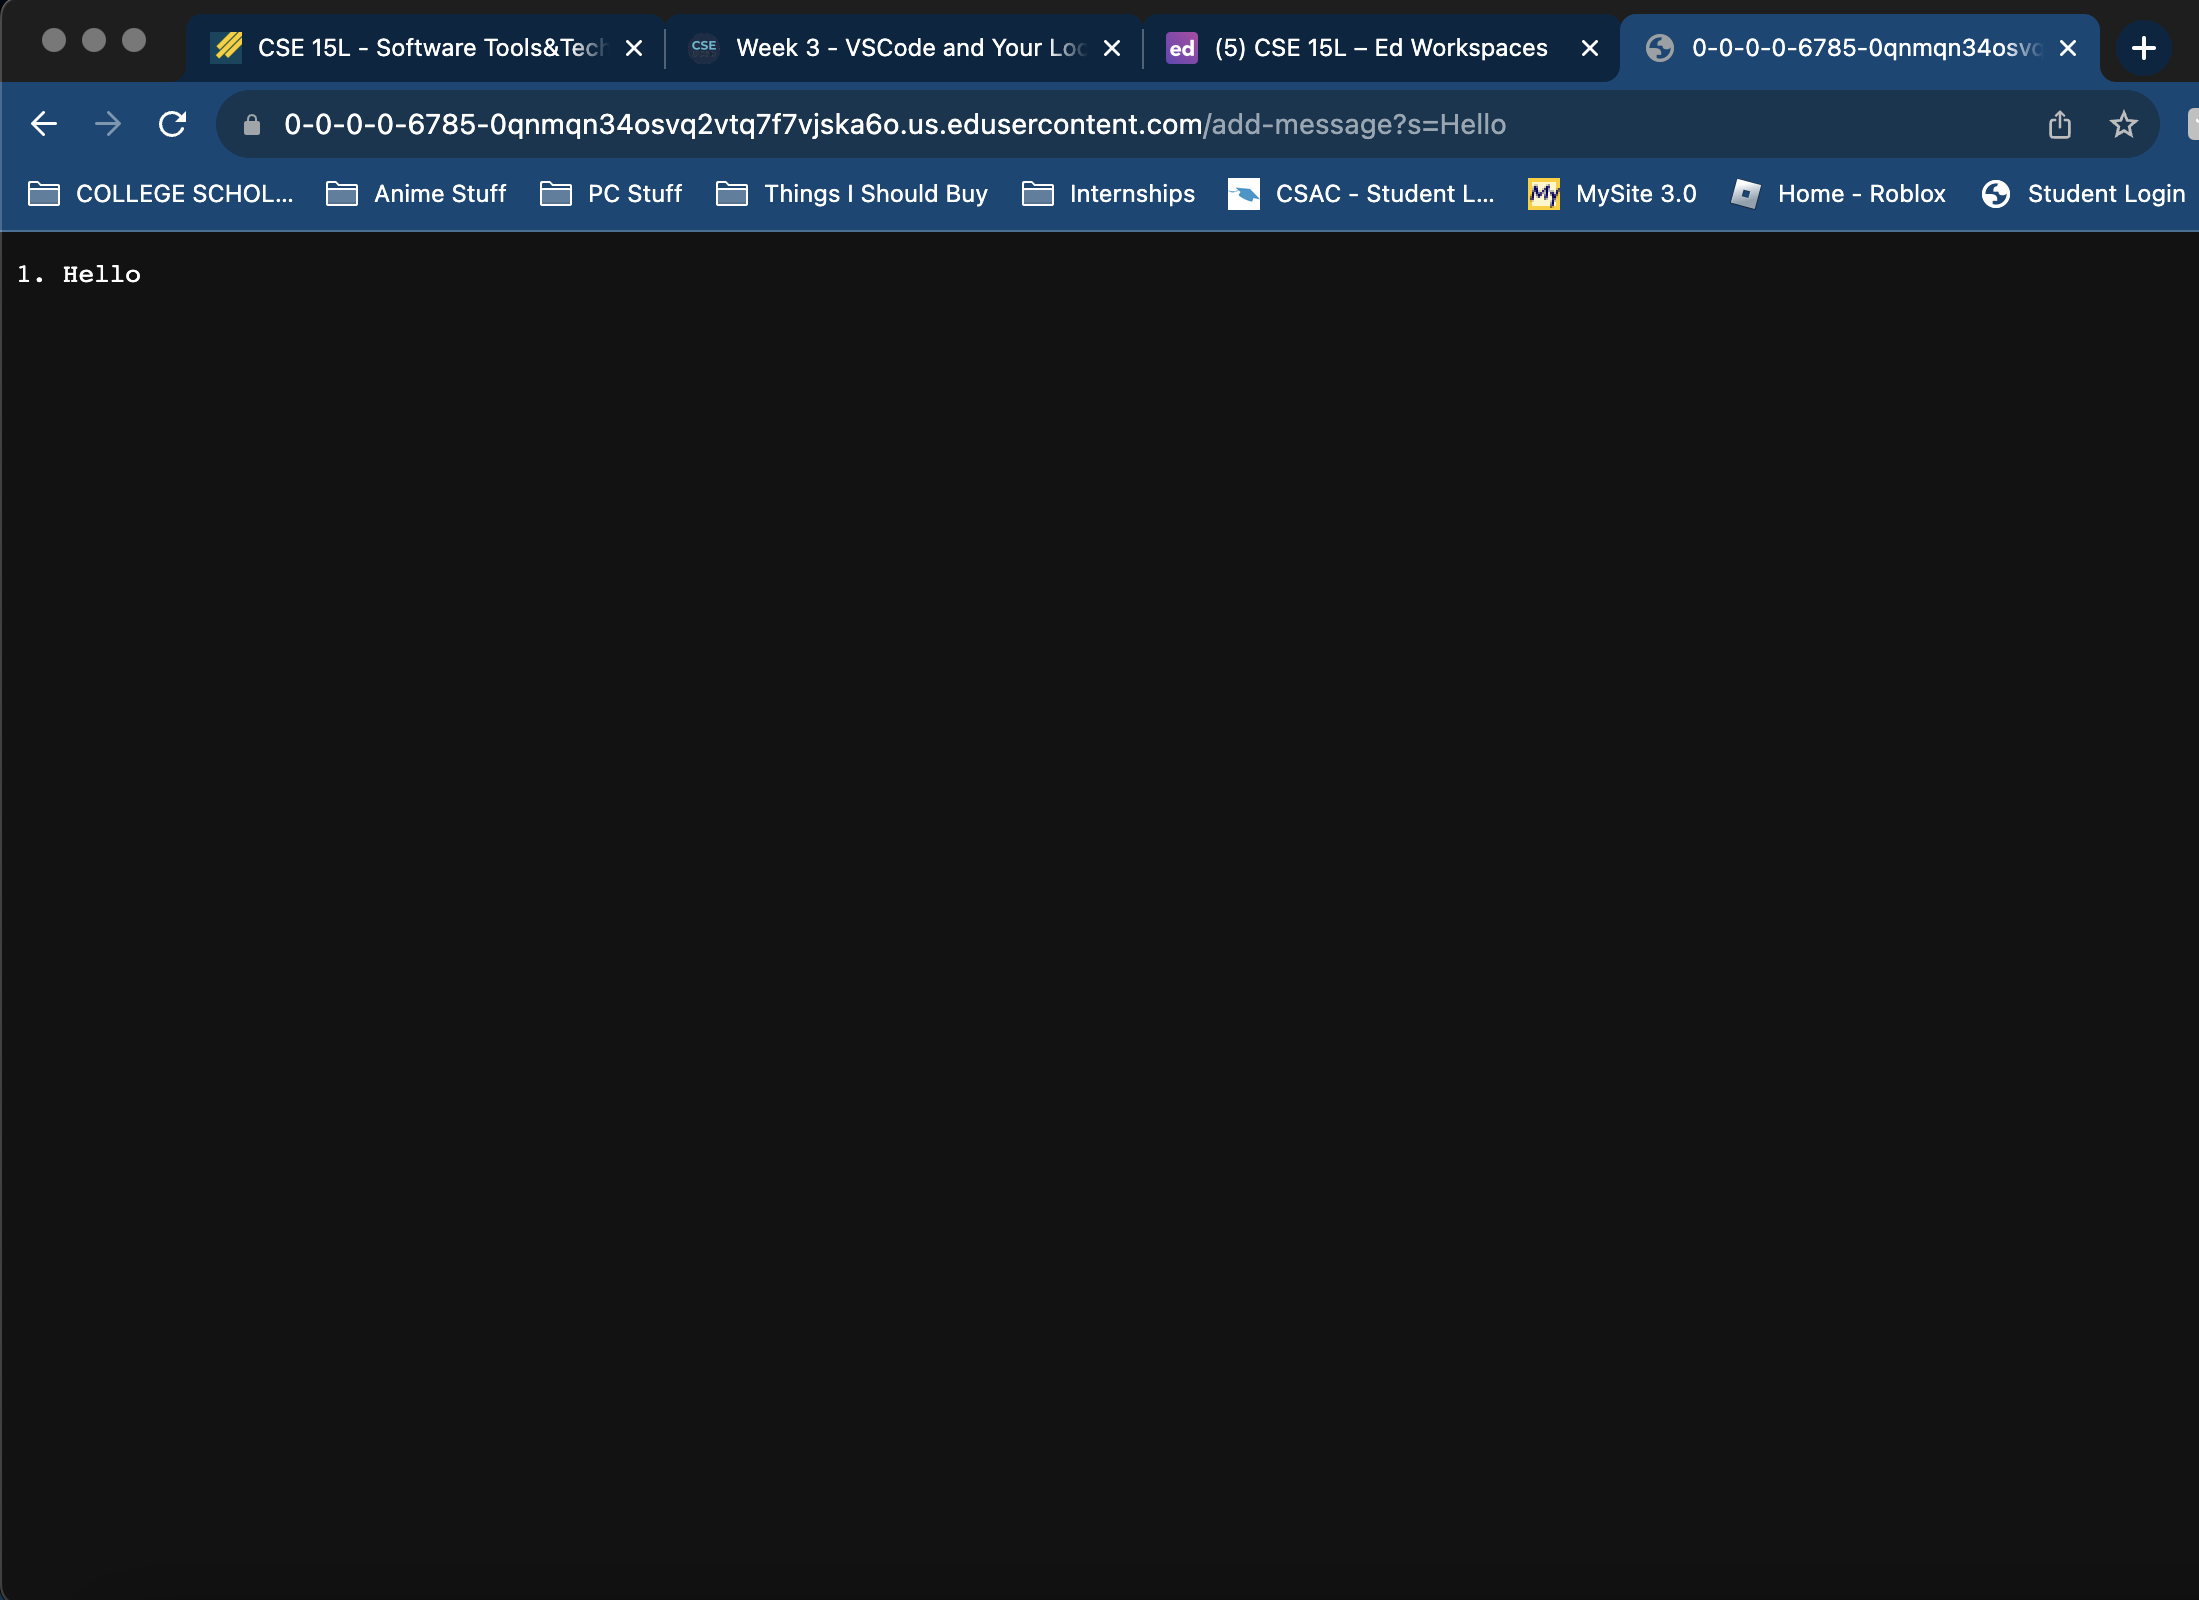 CSE 15L - Software Tools&Tech
CSE Week 3 - VSCode and Your Loc
ed (5) CSE 15L – Ed Workspaces
0-0-0-0-6785-0qnmqn34osvq
0-0-0-0-6785-0qnmqn34osvq2vtq7f7vjska6o.us.edusercontent.com/add-message?s=Hello
COLLEGE SCHOL... Anime Stuff PC Stuff Things I Should Buy Internships CSAC - Student L... My MySite 3.0 Home - Roblox Student Login
1. Hello